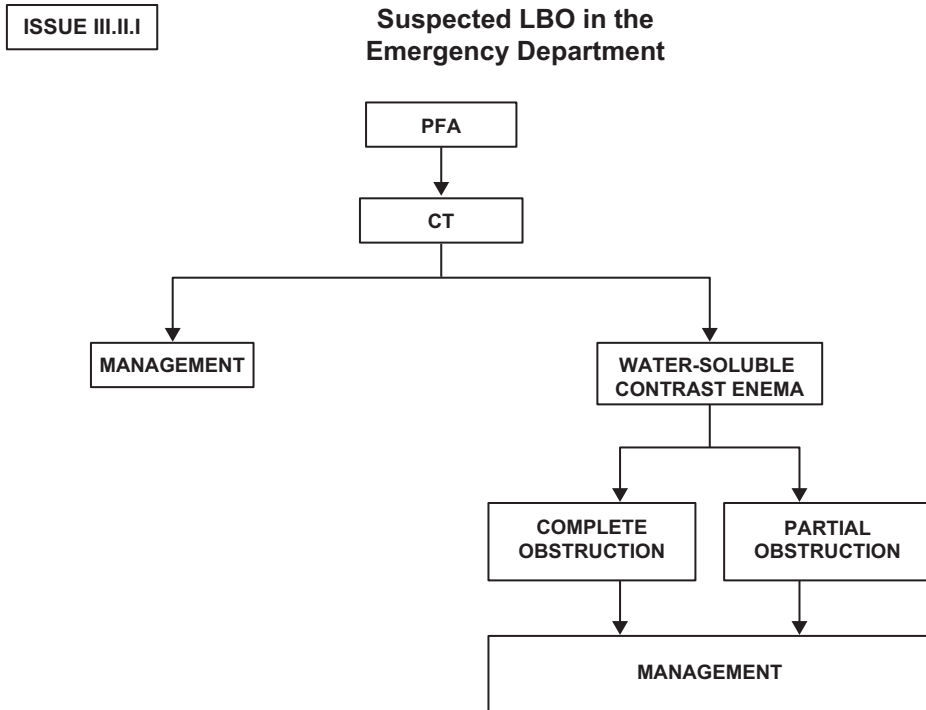 ISSUE III.II.I
Suspected LBO in the
Emergency Department
PFA
CT
MANAGEMENT
WATER-SOLUBLE
CONTRAST ENEMA
COMPLETE
OBSTRUCTION
PARTIAL
OBSTRUCTION
MANAGEMENT